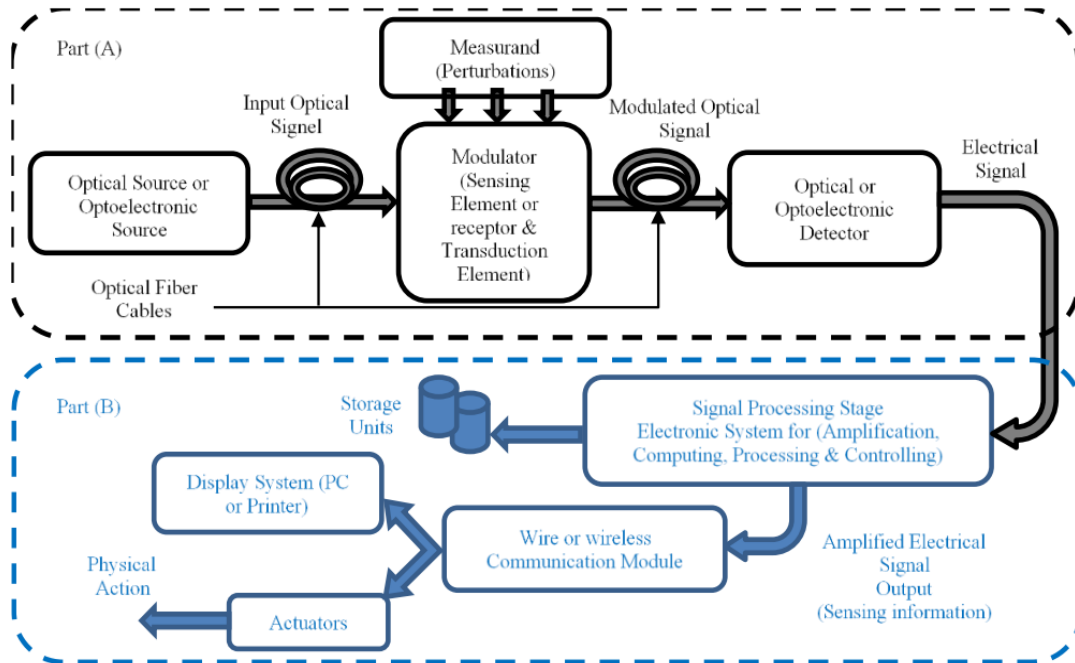 Part (A)
Measurand
(Perturbations)
Input Optical
Signel
Modulated Optical
Signal
Electrical
Signal
Optical Source or
Optoelectronic
Source
Modulator
(Sensing
Element or
receptor &
Transduction
Element)
Optical or
Optoelectronic
Detector
Optical Fiber
Cables
Part (B)
Storage
Units
Signal Processing Stage
Electronic System for (Amplification,
Computing, Processing & Controlling)
Display System (PC
or Printer)
Wire or wireless
Communication Module
Amplified Electrical
Signal
Output
(Sensing information)
Physical
Action
Actuators